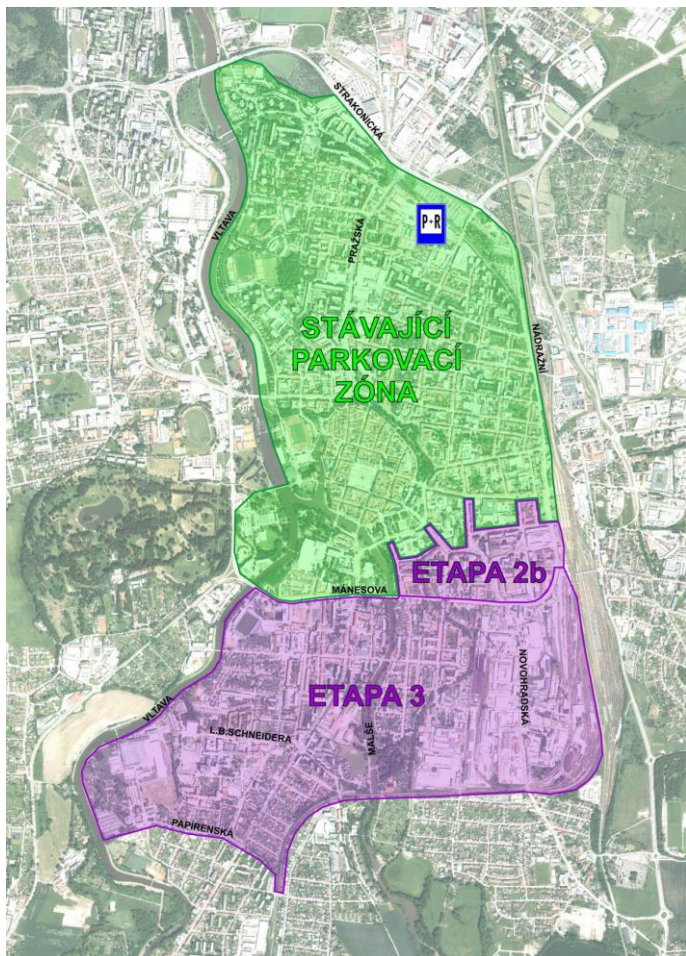 STRAKONICKÁ
P+R
VLTAVA
PRAŽSKÁ
STÁVAJÍCÍ
PARKOVACÍ
ZÓNA
NÁDRAŽNÍ
ETAPA 2b
MÁNESOVA
ETAPA 3
NOVOHRADSKÁ
VLTAVA
L.B.SCHNEIDERA
MALŠE
PAPÍRENSKÁ